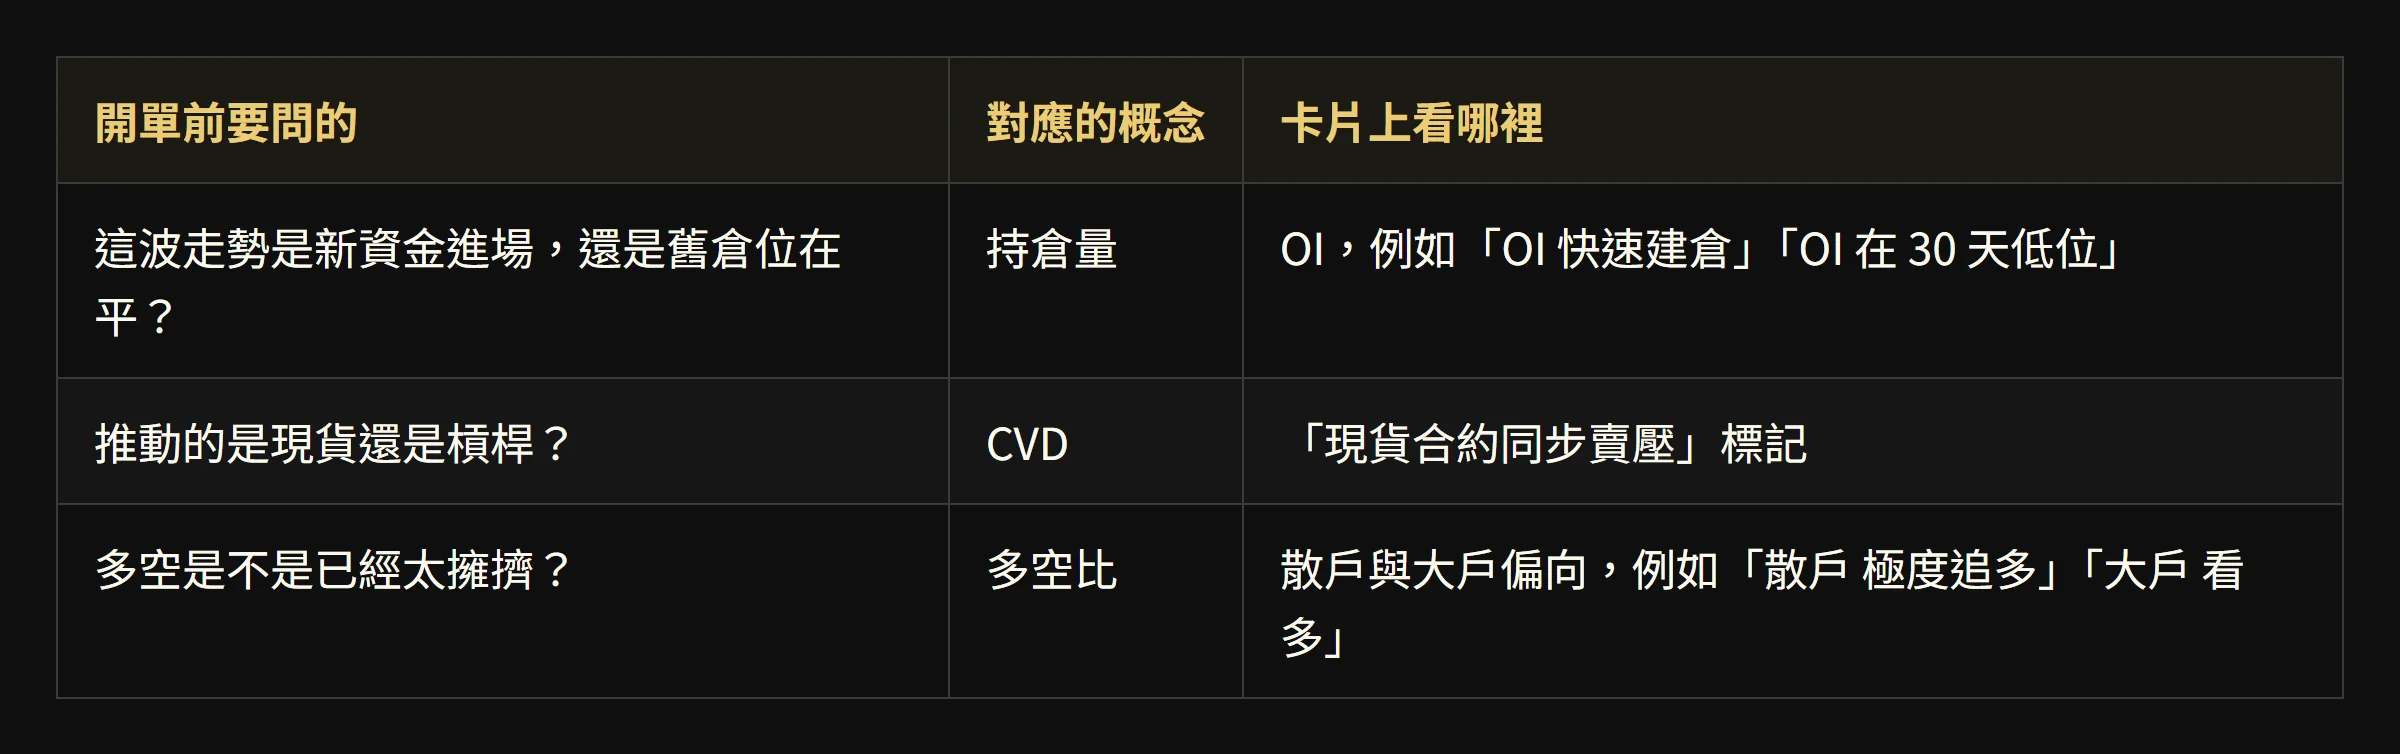 開單前要問的
對應的概念
卡片上看哪裡
這波走勢是新資金進場，還是舊倉位在
平？
持倉量
OI，例如「OI 快速建倉」「OI 在 30 天低位」
推動的是現貨還是槓桿？
CVD
「現貨合約同步賣壓」標記
多空是不是已經太擁擠？
多空比
散戶與大戶偏向，例如「散戶 極度追多」「大戶 看
多」